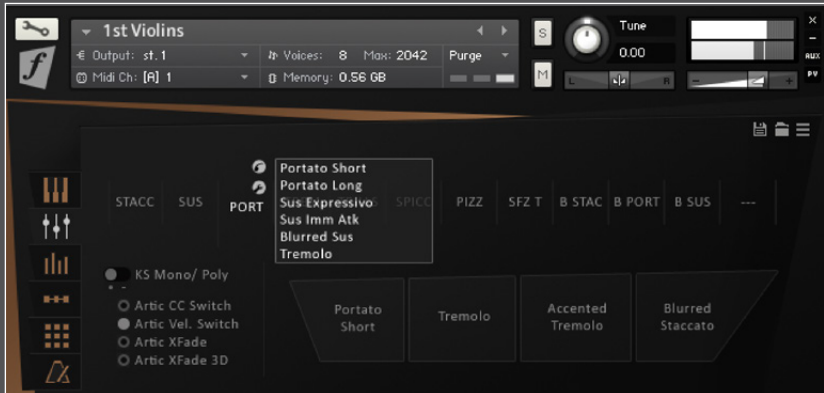 1st Violins
Output: st.1
Voices: 8 Max: 2042
Purge
Midi Ch: [A] 1
Memory: 0.56 GB
S
M
Tune
0.00
L
R
AUX
PV
Portato Short
Portato Long
Sus Expressivo
Sus Imm Atk
Blurred Sus
Tremolo
STACC
SUS
PORT
SPICC
PIZZ
SFZ T
B STAC
B PORT
B SUS
---
KS Mono/ Poly
Artic CC Switch
Artic Vel. Switch
Artic XFade
Artic XFade 3D
Portato
Short
Tremolo
Accented
Tremolo
Blurred
Staccato